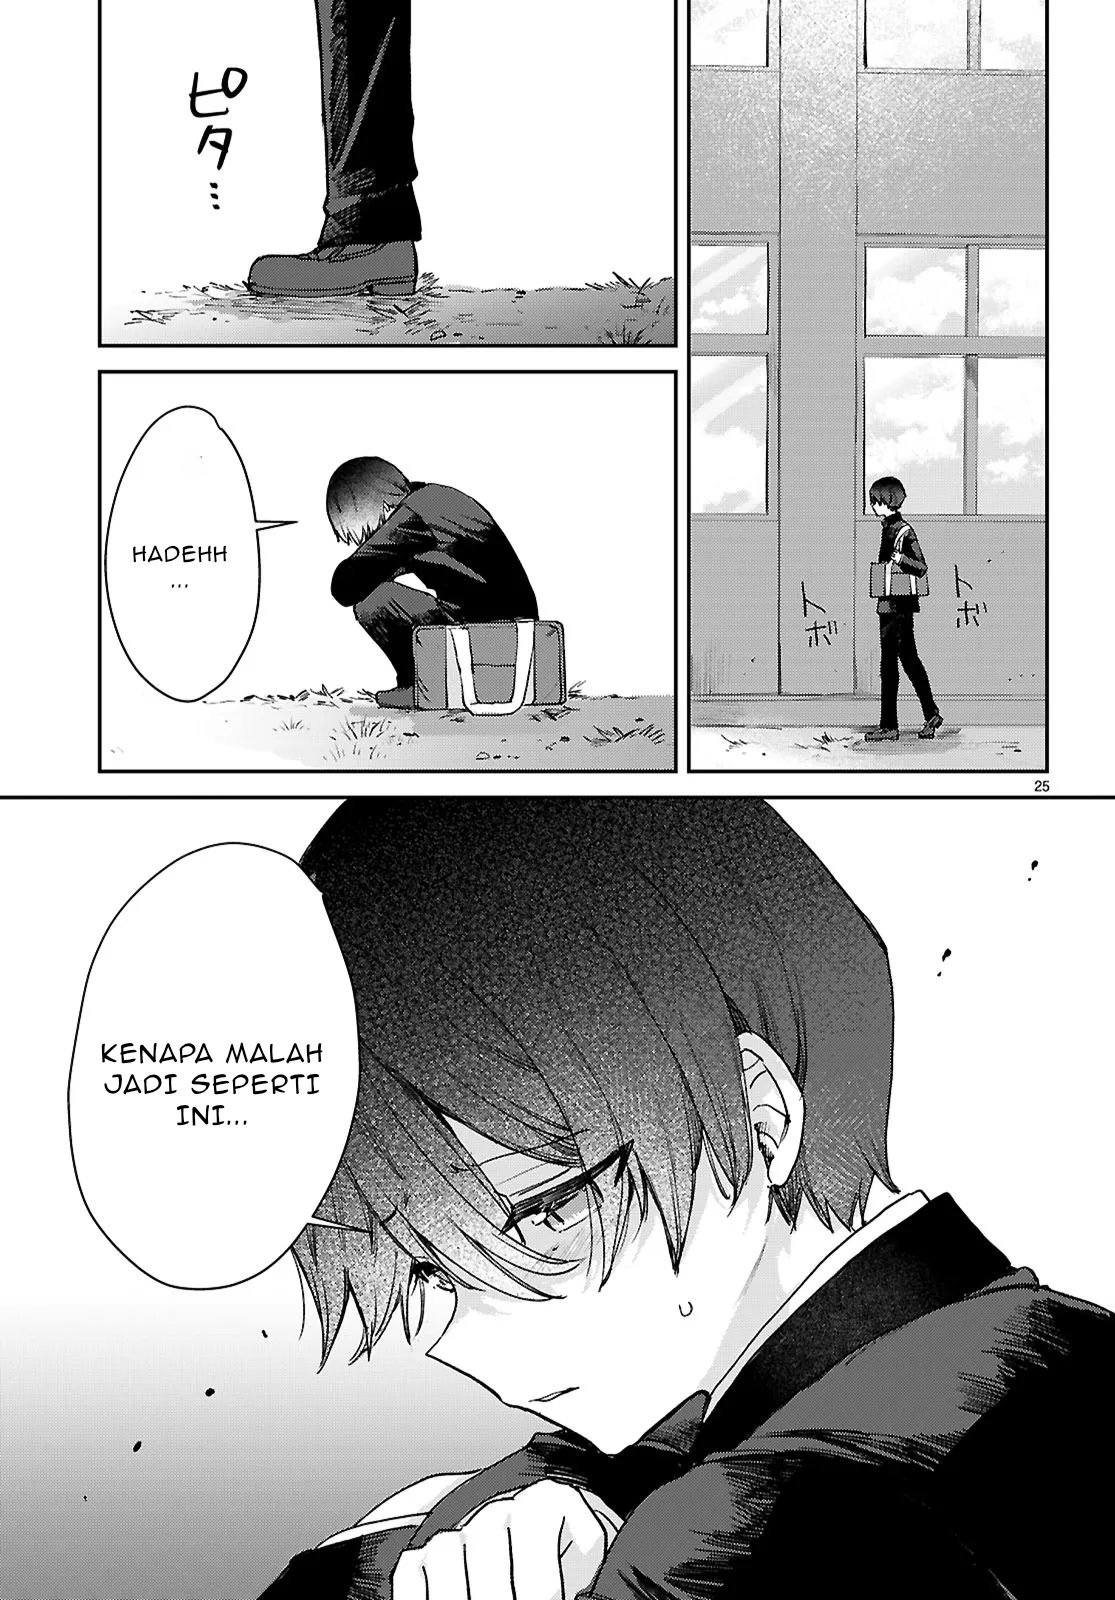 トボ
トボ
ピタ…
HADEHH
...
25
KENAPA MALAH
JADI SEPERTI
INI...